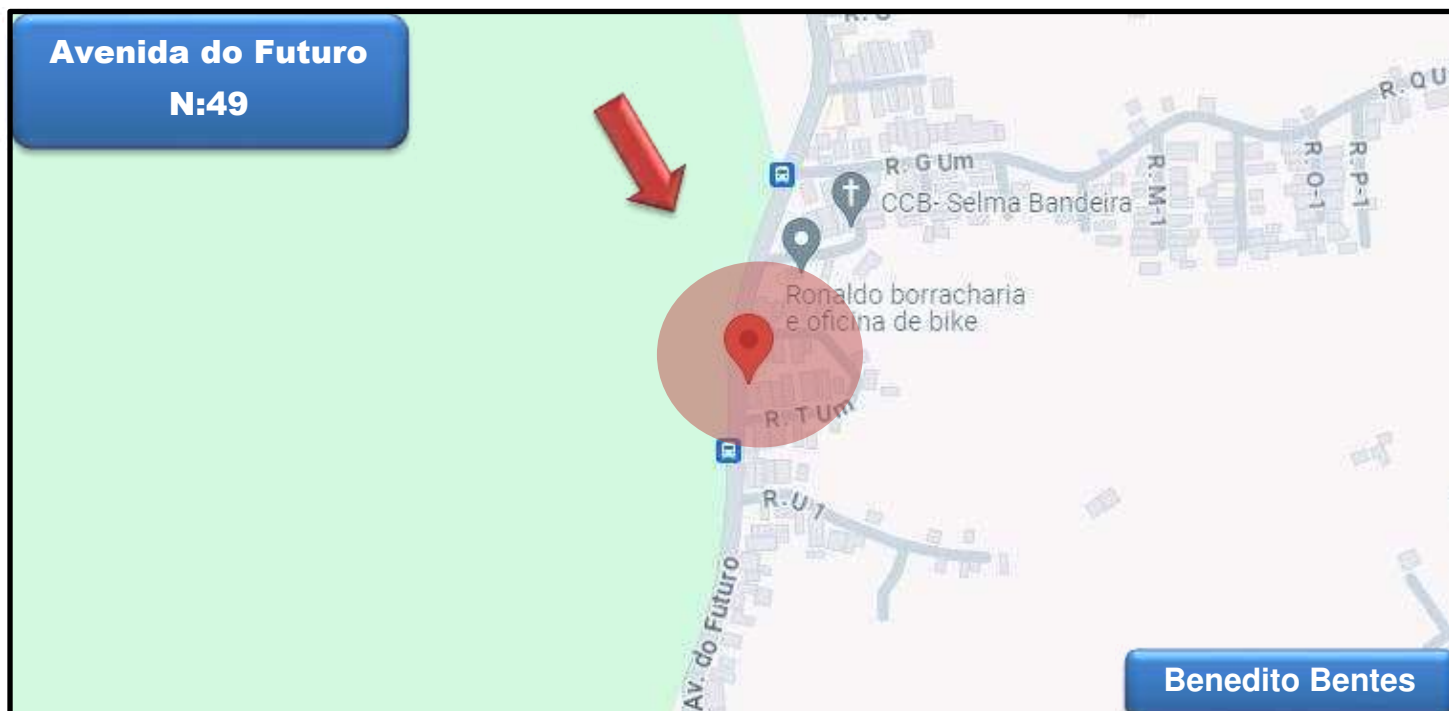 Avenida do Futuro
N:49
R. Q U
R. G Um
CCB- Selma Bandeira
R. M-1
R. O-1
R. P-1
Ronaldo borracharia
e oficina de bike
R. T Um
R. U 1
Av. do Futuro
Benedito Bentes